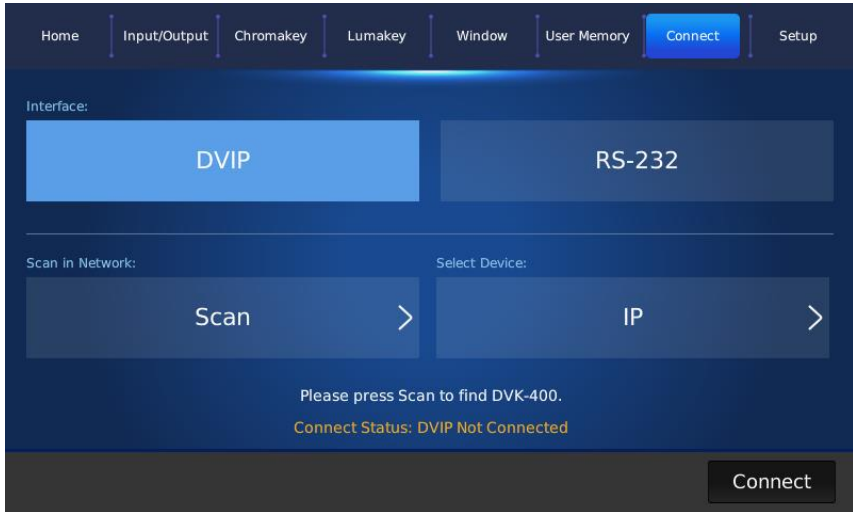 Home Input/Output Chromakey Lumakey Window User Memory Connect Setup
Interface:
DVIP RS-232
Scan in Network: Select Device:
Scan IP
Please press Scan to find DVK-400.
Connect Status: DVIP Not Connected
Connect